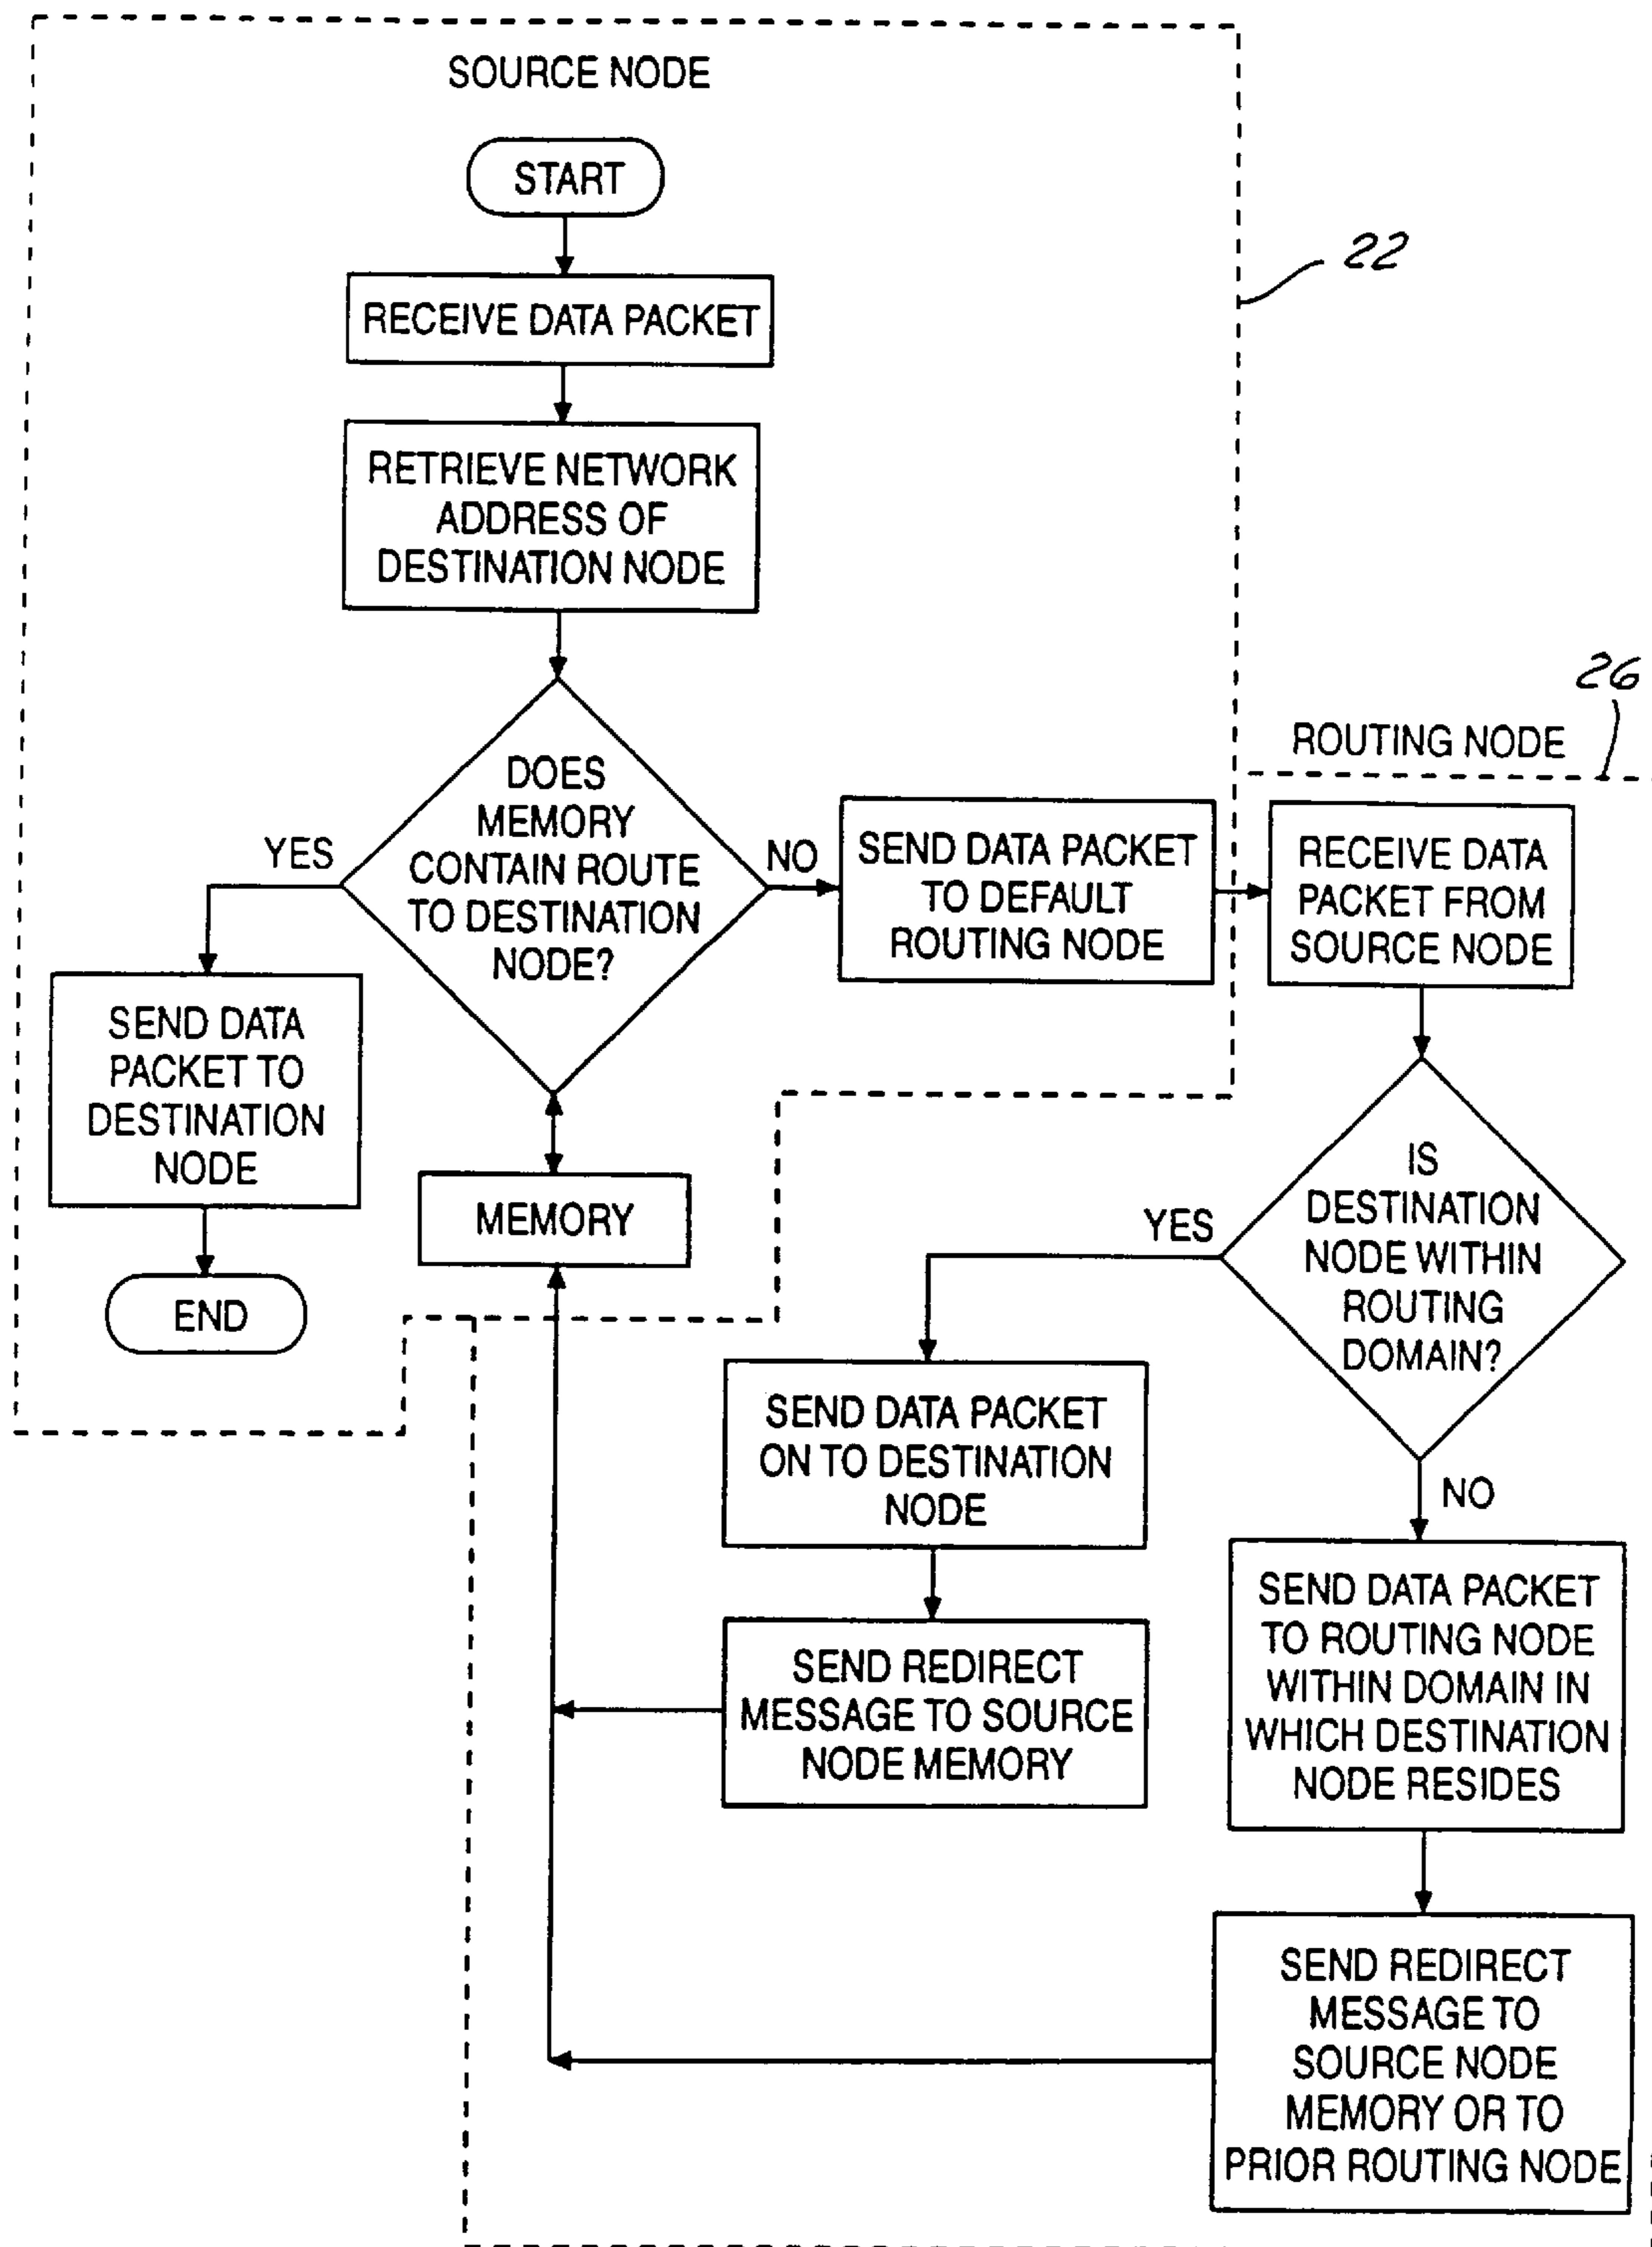 SOURCE NODE
START
22
RECEIVE DATA PACKET
RETRIEVE NETWORK
ADDRESS OF
DESTINATION NODE
26
ROUTING NODE
DOES
MEMORY
CONTAIN ROUTE
TO DESTINATION
NODE?
YES
NO
SEND DATA PACKET
TO DEFAULT
ROUTING NODE
RECEIVE DATA
PACKET FROM
SOURCE NODE
SEND DATA
PACKET TO
DESTINATION
NODE
END
MEMORY
IS
DESTINATION
NODE WITHIN
ROUTING
DOMAIN?
YES
NO
SEND DATA PACKET
ON TO DESTINATION
NODE
SEND REDIRECT
MESSAGE TO SOURCE
NODE MEMORY
SEND DATA PACKET
TO ROUTING NODE
WITHIN DOMAIN IN
WHICH DESTINATION
NODE RESIDES
SEND REDIRECT
MESSAGE TO
SOURCE NODE
MEMORY OR TO
PRIOR ROUTING NODE